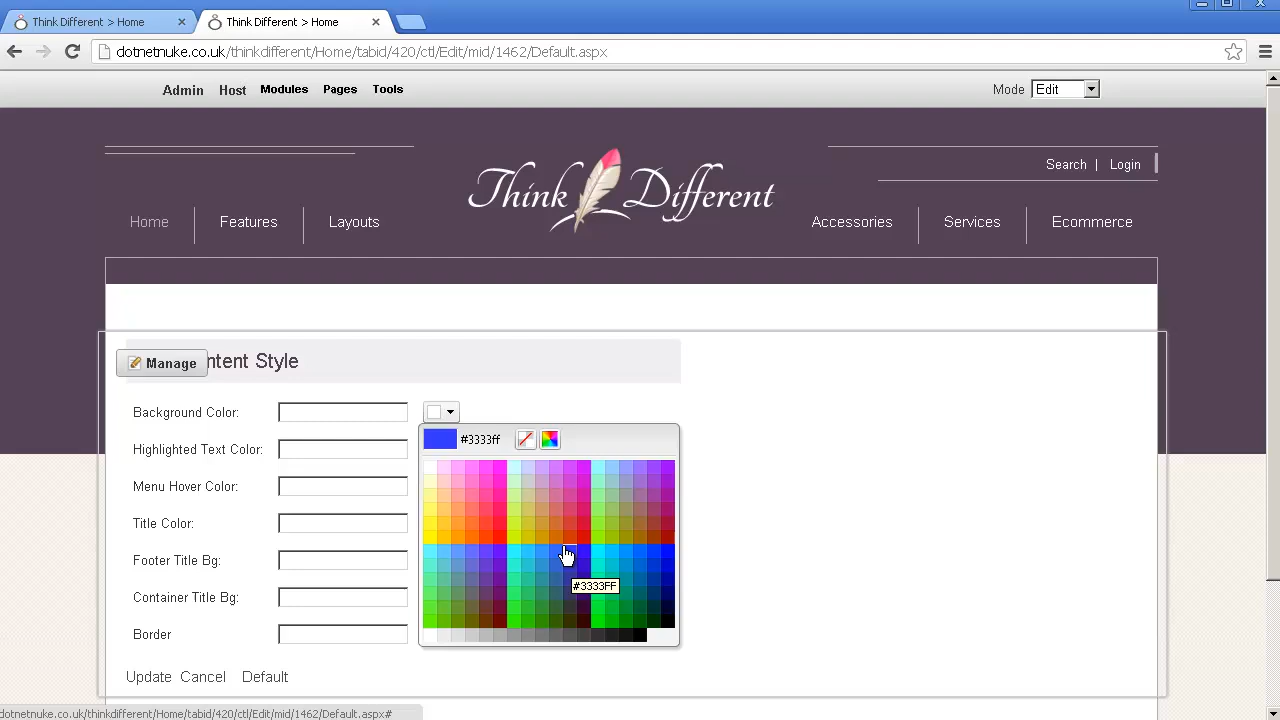 Think Different > Home
Think Different > Home
dotnetnuke.co.uk/thinkdifferent/Home/tabid/420/ctl/Edit/mid/1462/Default.aspx
Admin Host Modules Pages Tools Mode Edit
Search | Login
Think Different
Home Features Layouts Accessories Services Ecommerce
Manage ntent Style
Background Color:
#3333ff
Highlighted Text Color:
Menu Hover Color:
Title Color:
Footer Title Bg:
#3333FF
Container Title Bg:
Border
Update Cancel Default
dotnetnuke.co.uk/thinkdifferent/Home/tabid/420/ctl/Edit/mid/1462/Default.aspx#